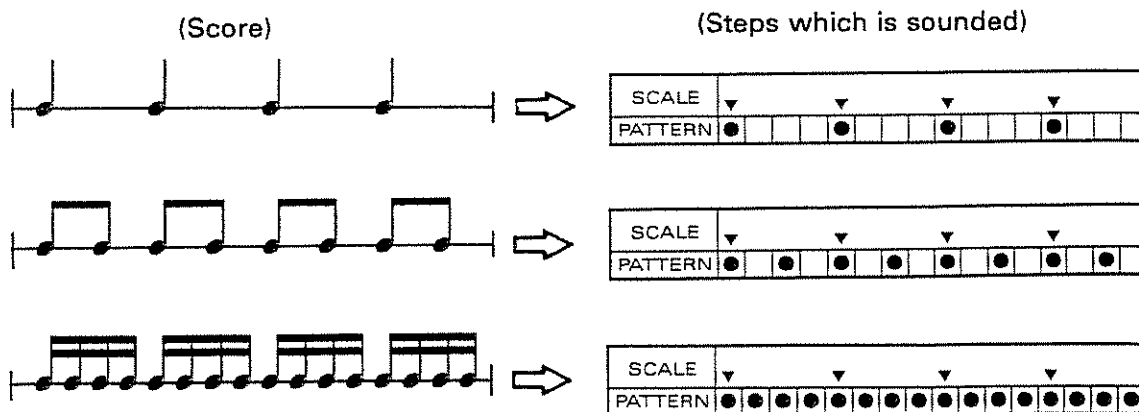 (Score) (Steps which is sounded)
SCALE
PATTERN
SCALE
PATTERN
SCALE
PATTERN